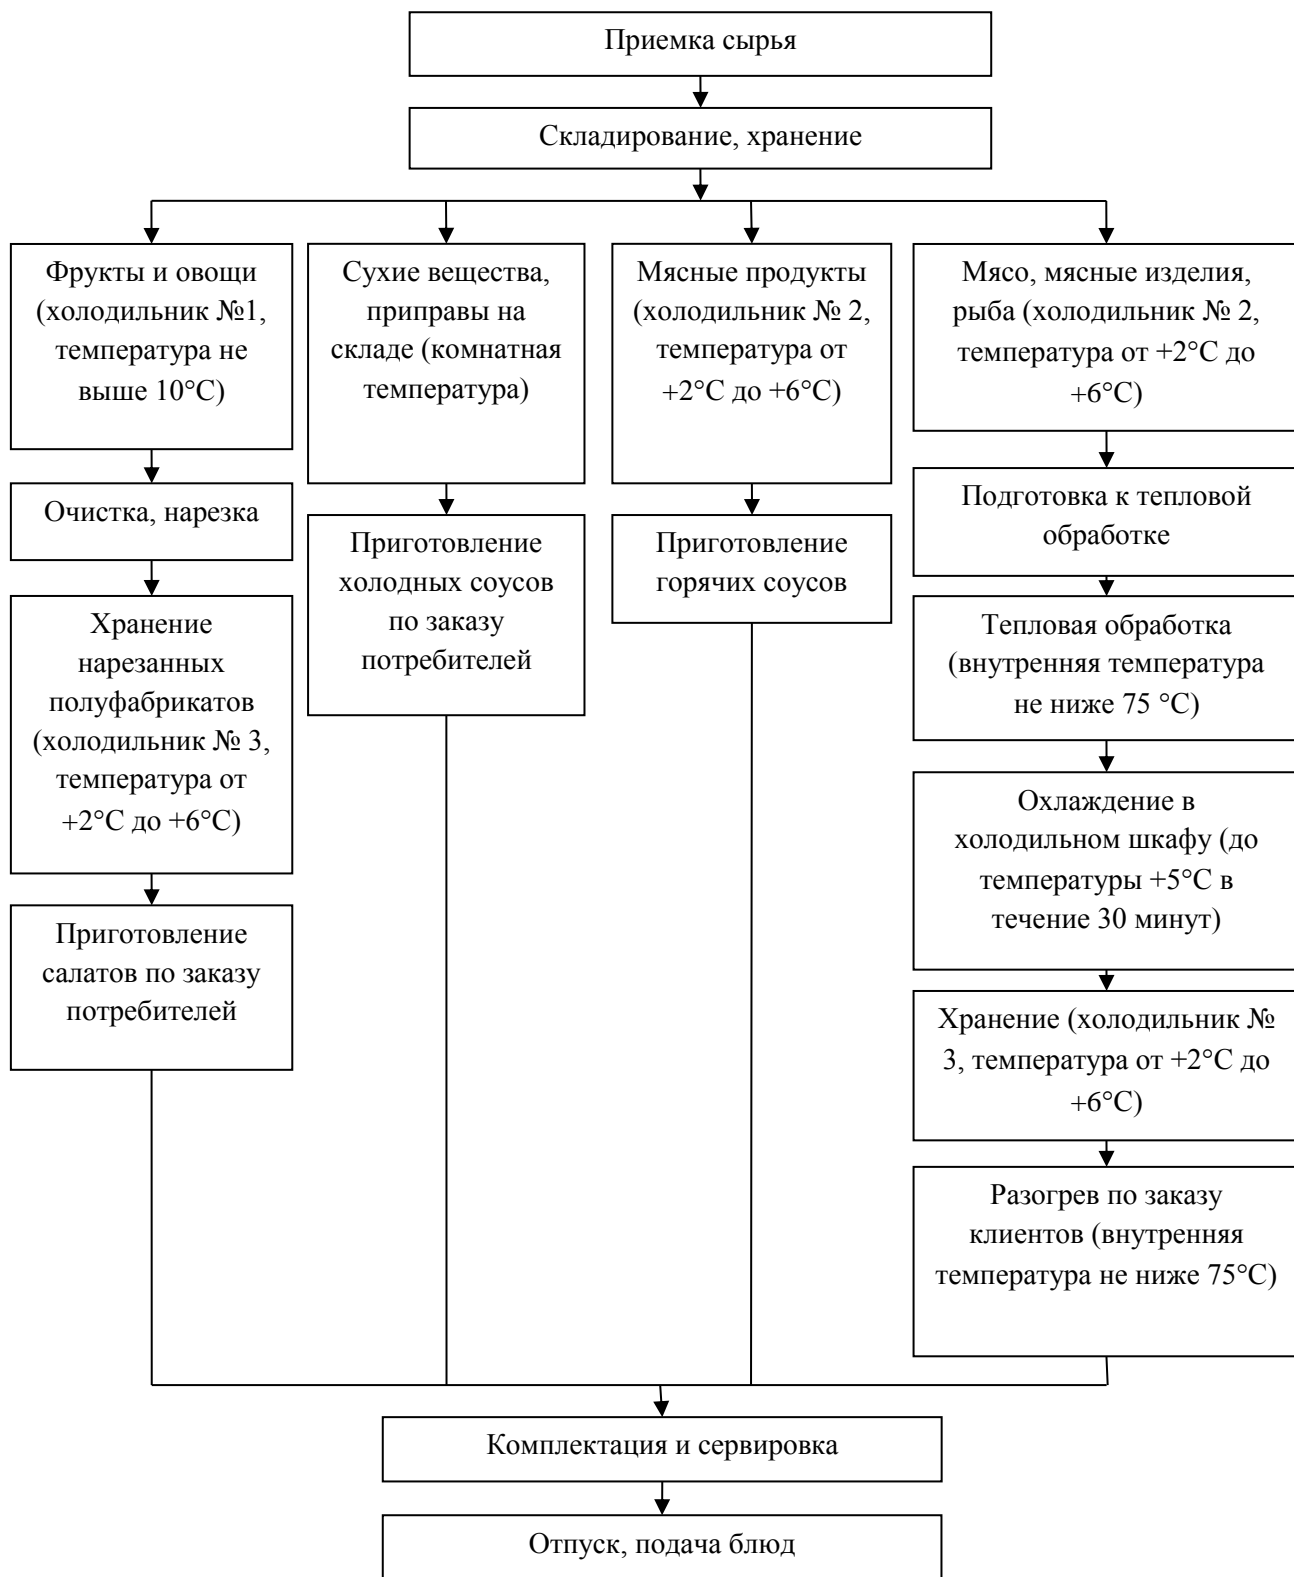 Приемка сырья
Складирование, хранение
Фрукты и овощи
(холодильник №1,
температура не
выше 10°С)
Сухие вещества,
приправы на
складе (комнатная
температура)
Мясные продукты
(холодильник № 2,
температура от
+2°С до +6°С)
Мясо, мясные изделия,
рыба (холодильник № 2,
температура от +2°С до
+6°С)
Очистка, нарезка
Хранение
нарезанных
полуфабрикатов
(холодильник № 3,
температура от
+2°С до +6°С)
Приготовление
салатов по заказу
потребителей
Приготовление
холодных соусов
по заказу
потребителей
Приготовление
горячих соусов
Подготовка к тепловой
обработке
Тепловая обработка
(внутренняя температура
не ниже 75 °С)
Охлаждение в
холодильном шкафу (до
температуры +5°С в
течение 30 минут)
Хранение (холодильник №
3, температура от +2°С до
+6°С)
Разогрев по заказу
клиентов (внутренняя
температура не ниже 75°С)
Комплектация и сервировка
Отпуск, подача блюд